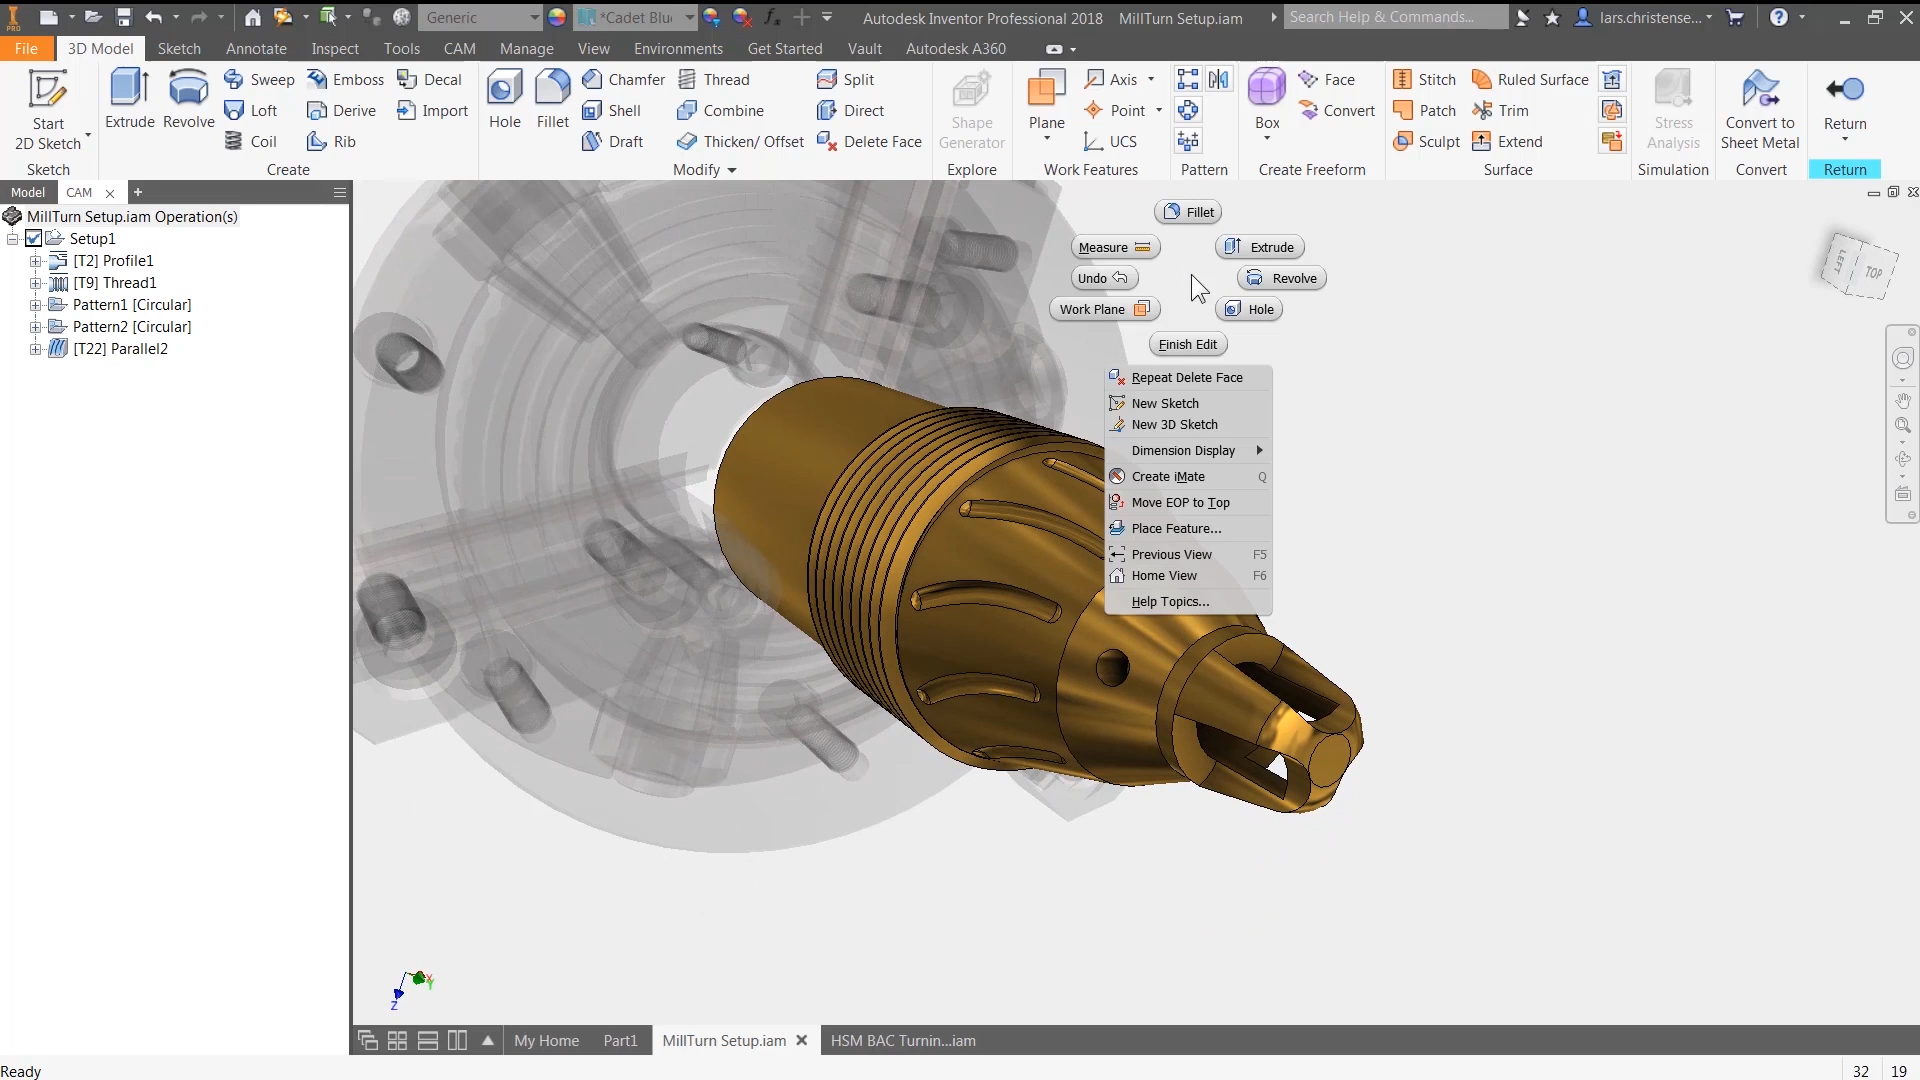 PRO
Generic
*Cadet Blu
fx
Autodesk Inventor Professional 2018 MillTurn Setup.iam
Search Help & Commands...
lars.christense...
File
3D Model
Sketch
Annotate
Inspect
Tools
CAM
Manage
View
Environments
Get Started
Vault
Autodesk A360
Start
2D Sketch
Sketch
Extrude
Revolve
Sweep
Loft
Coil
Emboss
Derive
Rib
Decal
Import
Create
Hole
Fillet
Chamfer
Shell
Draft
Thread
Combine
Thicken/ Offset
Split
Direct
Delete Face
Modify
Shape
Generator
Explore
Plane
Axis
Point
UCS
Work Features
Pattern
Box
Face
Convert
Create Freeform
Stitch
Patch
Sculpt
Ruled Surface
Trim
Extend
Surface
Stress
Analysis
Simulation
Convert to
Sheet Metal
Convert
Return
Return
Model
CAM
MillTurn Setup.iam Operation(s)
Setup1
[T2] Profile1
[T9] Thread1
Pattern1 [Circular]
Pattern2 [Circular]
[T22] Parallel2
Fillet
Measure
Extrude
Undo
Revolve
Work Plane
Hole
Finish Edit
Repeat Delete Face
New Sketch
New 3D Sketch
Dimension Display
Create iMate Q
Move EOP to Top
Place Feature...
Previous View F5
Home View F6
Help Topics...
LEFT
TOP
X
Y
Z
My Home
Part1
MillTurn Setup.iam
HSM BAC Turnin...iam
Ready
32 19